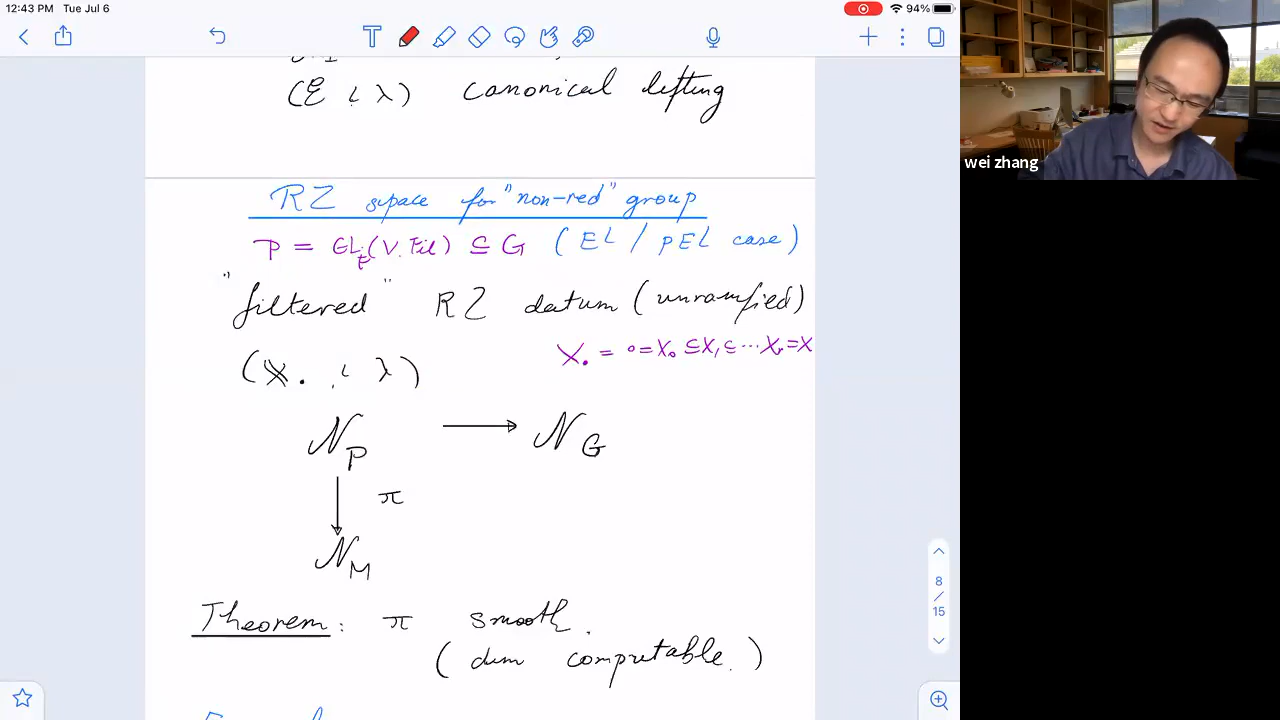 12:43 PM Tue Jul 6
94%
(ℰ ι λ) canonical lifting
wei zhang
RZ space for "non-red" group
P = GL_F(V. Fil) ⊆ G (EL / PEL case)
"filtered" RZ datum (unramified)
X. = 0=X₀ ⊆ X₁ ⊆ ⋯ Xᵣ = X
(𝕏. , ι λ)
𝒩_P → 𝒩_G
↓ π
𝒩_M
Theorem: π smooth.
(dim computable.)
8
/
15